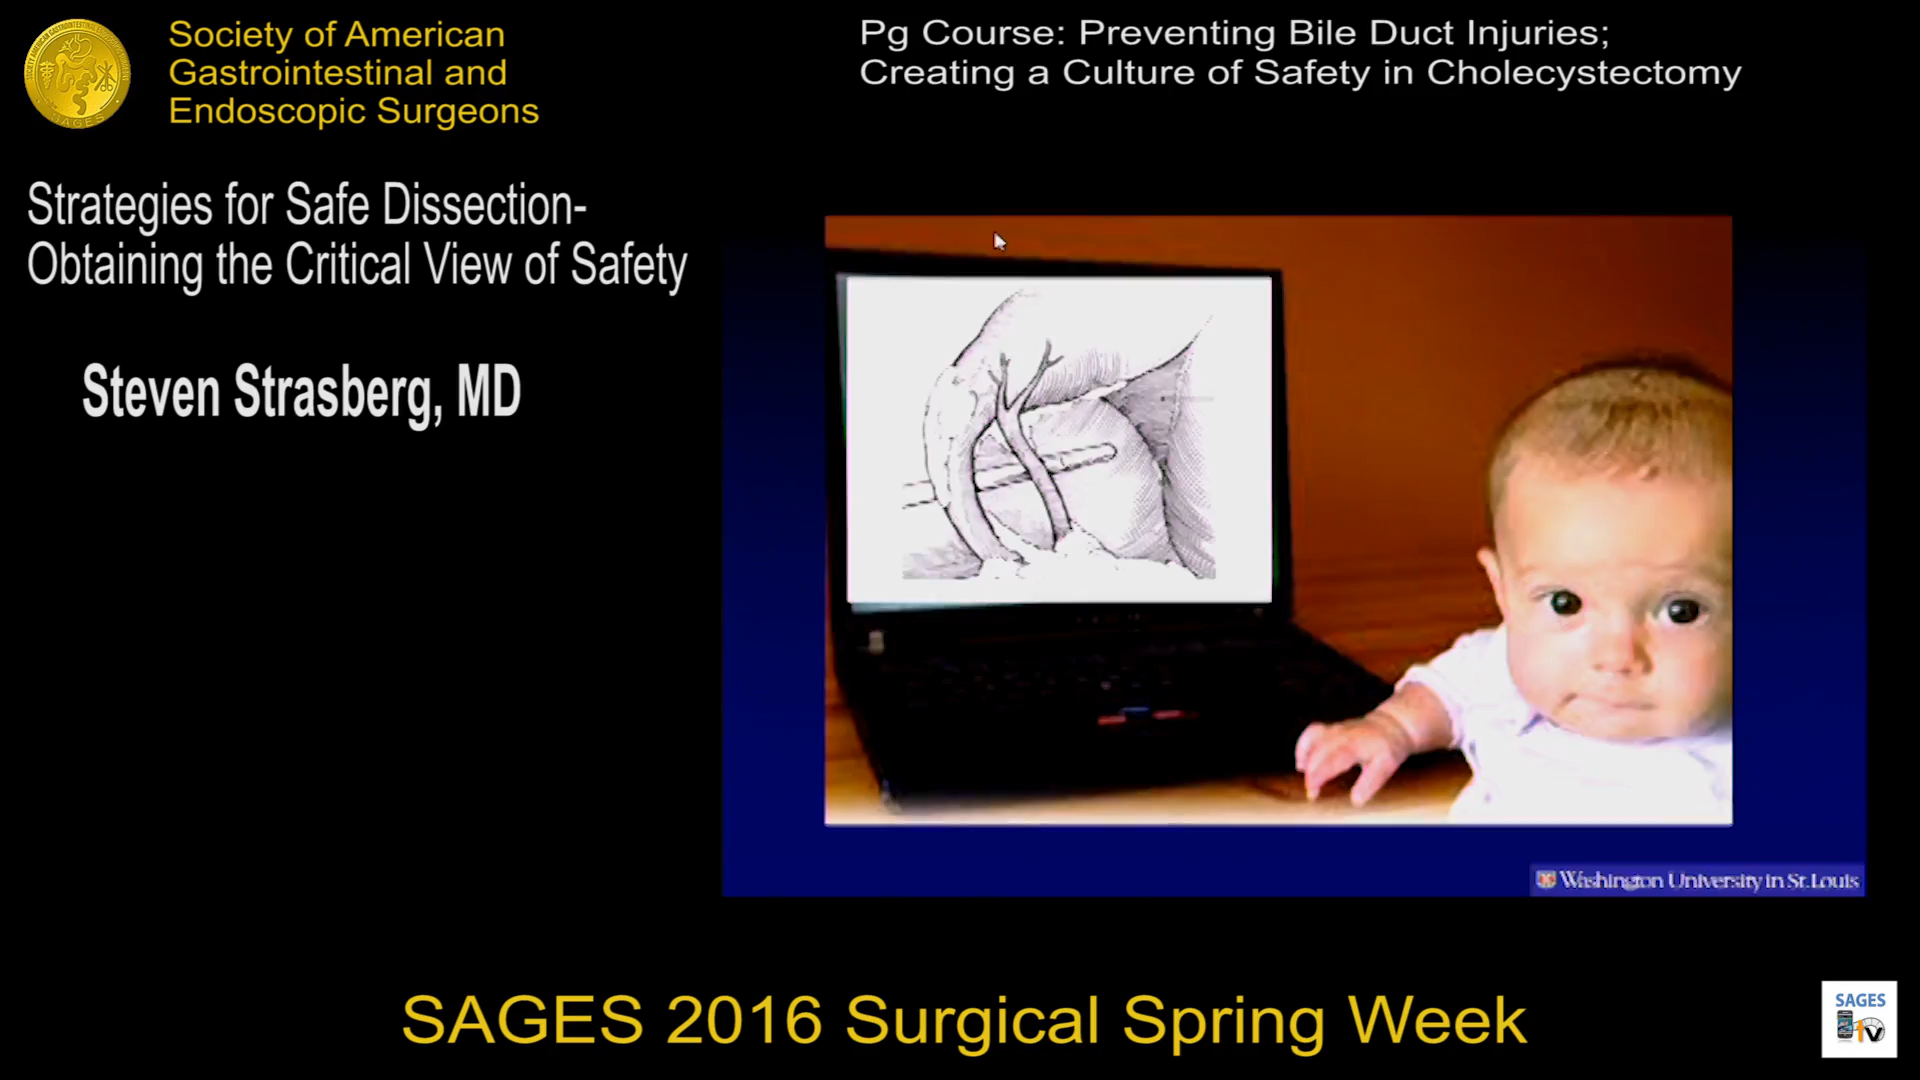 Society of American
Gastrointestinal and
Endoscopic Surgeons
Pg Course: Preventing Bile Duct Injuries;
Creating a Culture of Safety in Cholecystectomy
Strategies for Safe Dissection-
Obtaining the Critical View of Safety
Steven Strasberg, MD
Washington University in St. Louis
SAGES 2016 Surgical Spring Week
SAGES
TV
SAGES